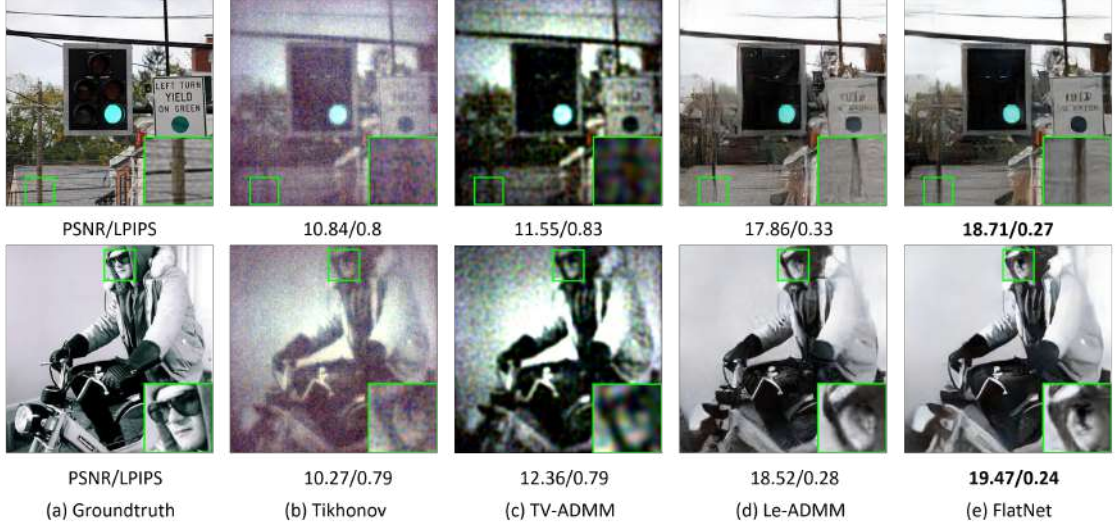 LEFT TURN
YIELD
ON GREEN
YIELD
PSNR/LPIPS 10.84/0.8 11.55/0.83 17.86/0.33 18.71/0.27
PSNR/LPIPS 10.27/0.79 12.36/0.79 18.52/0.28 19.47/0.24
(a) Groundtruth (b) Tikhonov (c) TV-ADMM (d) Le-ADMM (e) FlatNet